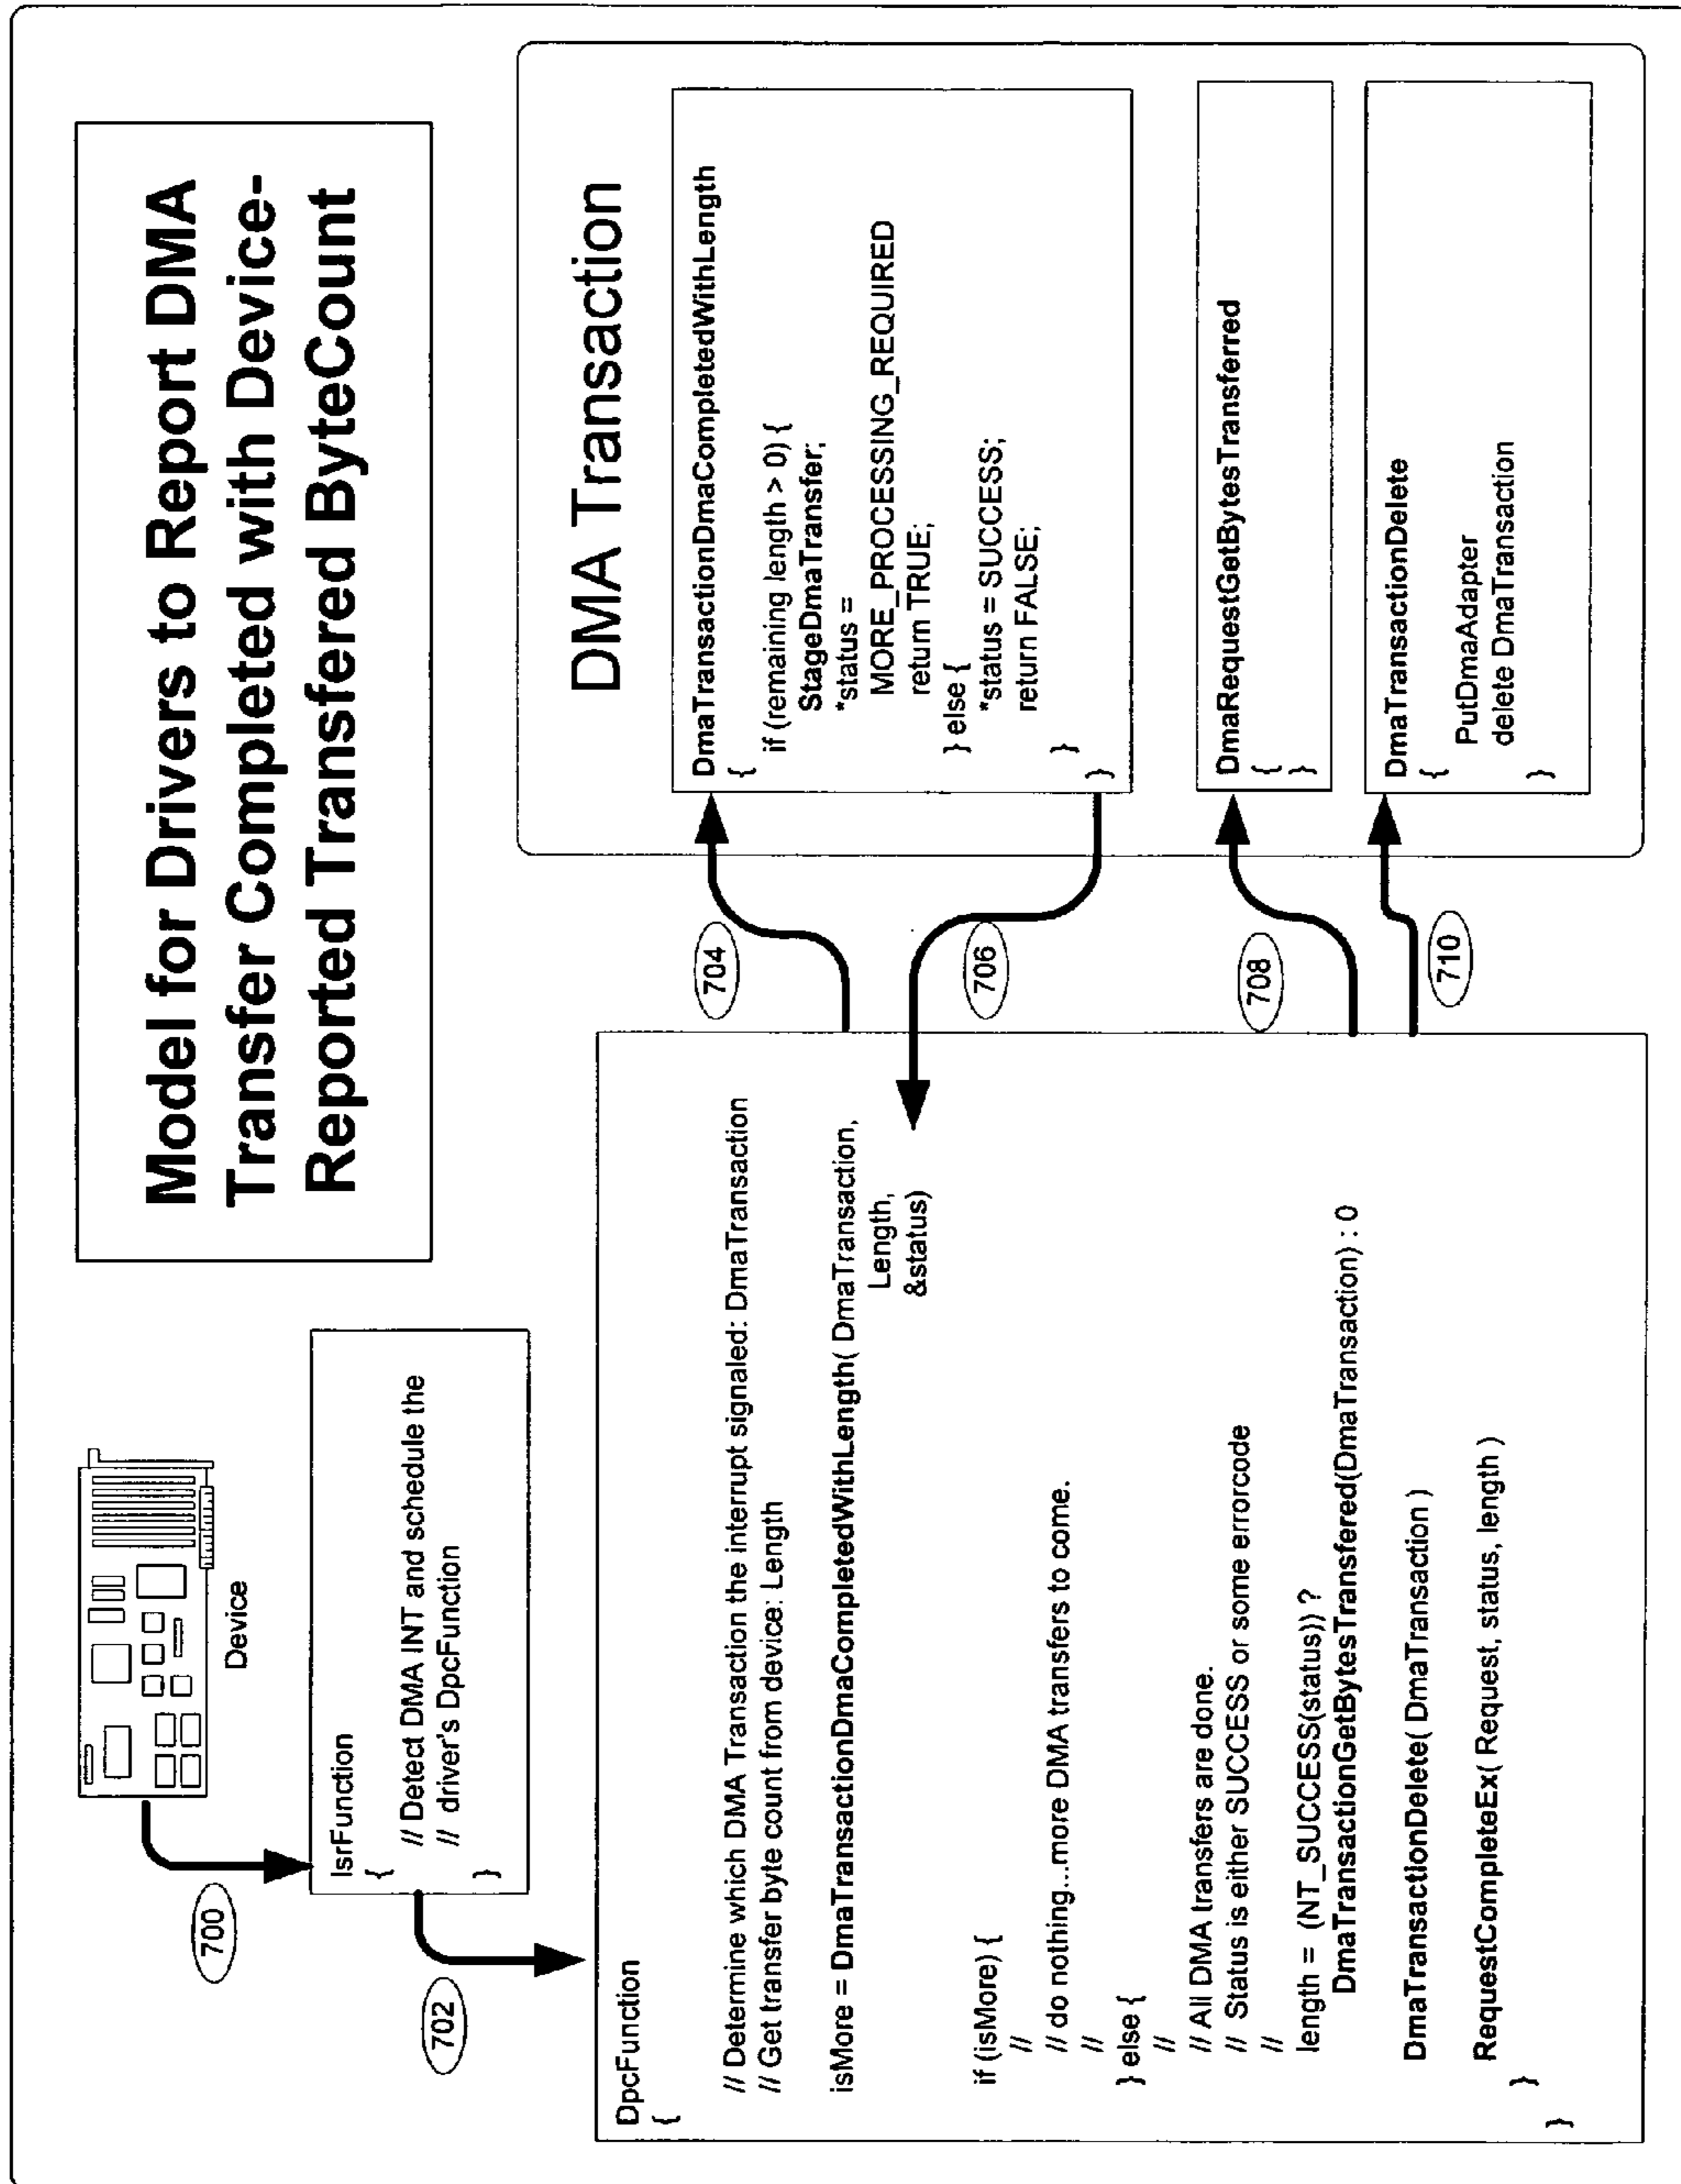 Model for Drivers to Report DMA
Transfer Completed with Device-
Reported Transfered ByteCount
Device
700
IsrFunction
{
// Detect DMA INT and schedule the
// driver's DpcFunction
}
702
DpcFunction
{
// Determine which DMA Transaction the interrupt signaled: DmaTransaction
// Get transfer byte count from device: Length
isMore = DmaTransactionDmaCompletedWithLength( DmaTransaction,
Length,
&status)
if (isMore) {
//
// do nothing...more DMA transfers to come.
//
} else {
//
// All DMA transfers are done.
// Status is either SUCCESS or some errorcode
//
length = (NT_SUCCESS(status)) ?
DmaTransactionGetBytesTransfered(DmaTransaction) : 0
DmaTransactionDelete( DmaTransaction )
RequestCompleteEx( Request, status, length )
}
}
704
706
708
710
DMA Transaction
DmaTransactionDmaCompletedWithLength
{
if (remaining length > 0) {
StageDmaTransfer;
*status =
MORE_PROCESSING_REQUIRED
return TRUE;
} else {
*status = SUCCESS;
return FALSE;
}
}
DmaRequestGetBytesTransferred
{
}
DmaTransactionDelete
{
PutDmaAdapter
delete DmaTransaction
}